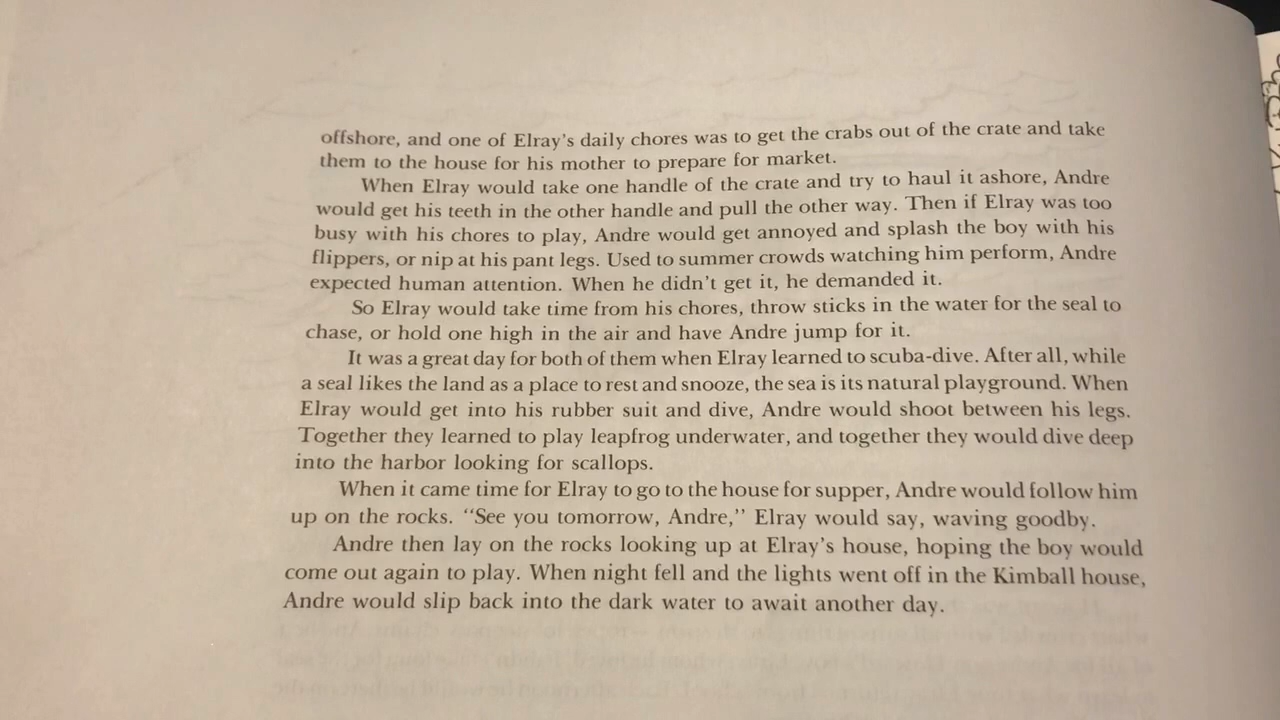 offshore, and one of Elray's daily chores was to get the crabs out of the crate and take
them to the house for his mother to prepare for market.
When Elray would take one handle of the crate and try to haul it ashore, Andre
would get his teeth in the other handle and pull the other way. Then if Elray was too
busy with his chores to play, Andre would get annoyed and splash the boy with his
flippers, or nip at his pant legs. Used to summer crowds watching him perform, Andre
expected human attention. When he didn't get it, he demanded it.
So Elray would take time from his chores, throw sticks in the water for the seal to
chase, or hold one high in the air and have Andre jump for it.
It was a great day for both of them when Elray learned to scuba-dive. After all, while
a seal likes the land as a place to rest and snooze, the sea is its natural playground. When
Elray would get into his rubber suit and dive, Andre would shoot between his legs.
Together they learned to play leapfrog underwater, and together they would dive deep
into the harbor looking for scallops.
When it came time for Elray to go to the house for supper, Andre would follow him
up on the rocks. "See you tomorrow, Andre," Elray would say, waving goodby.
Andre then lay on the rocks looking up at Elray's house, hoping the boy would
come out again to play. When night fell and the lights went off in the Kimball house,
Andre would slip back into the dark water to await another day.